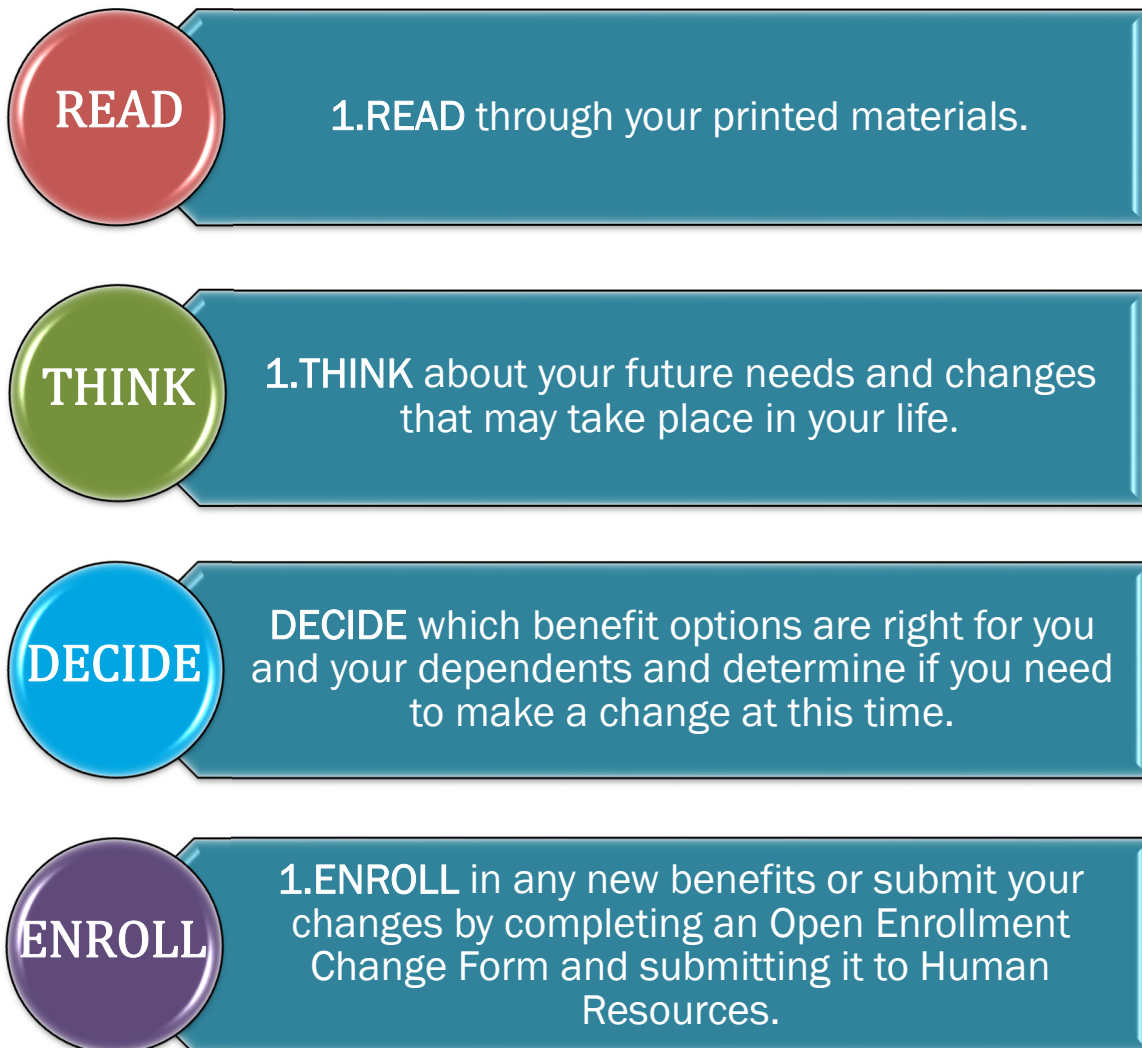 READ
1.READ through your printed materials.
THINK
1.THINK about your future needs and changes
that may take place in your life.
DECIDE
DECIDE which benefit options are right for you
and your dependents and determine if you need
to make a change at this time.
ENROLL
1.ENROLL in any new benefits or submit your
changes by completing an Open Enrollment
Change Form and submitting it to Human
Resources.